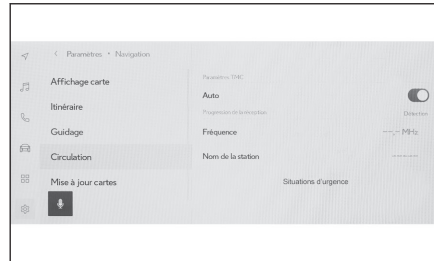 < Paramètres • Navigation
Affichage carte
Itinéraire
Guidage
Circulation
Mise à jour cartes
Paramètres TMC
Auto
Progression de la réception
Détection
Fréquence
---,-- MHz
Nom de la station
--------
Situations d'urgence